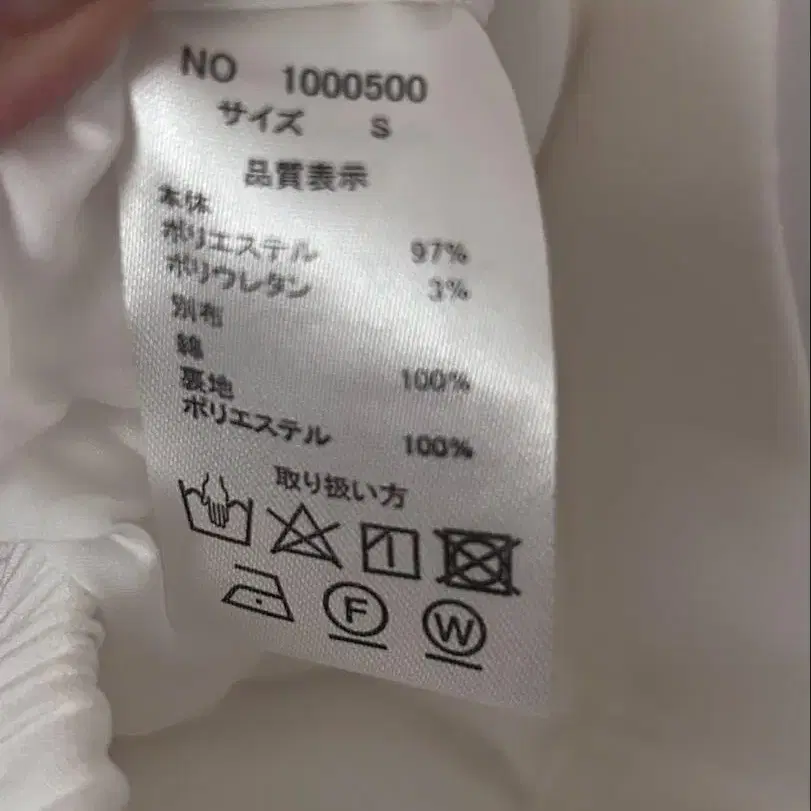 NO 1000500
サイズ S
品質表示
本体
ポリエステル 97%
ポリウレタン 3%
別布
綿 100%
裏地
ポリエステル 100%
取り扱い方
F W